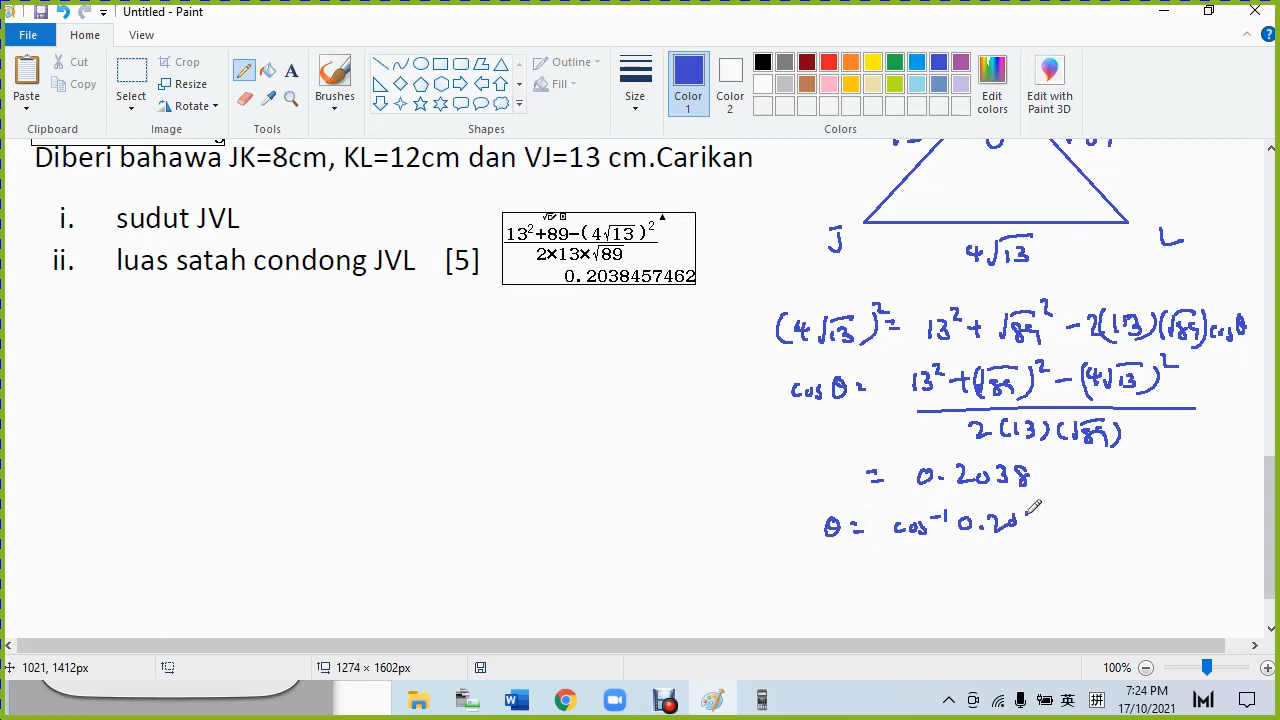 Untitled - Paint
File Home View
Paste
Cut
Copy
Clipboard
Select
Crop
Resize
Rotate
Image
Tools
Brushes
Shapes
Outline
Fill
Size
Color 1
Color 2
Edit colors
Colors
Edit with Paint 3D
Diberi bahawa JK=8cm, KL=12cm dan VJ=13 cm.Carikan
i. sudut JVL
ii. luas satah condong JVL [5]
13²+89−(4√13)²
2×13×√89
0.2038457462
J
L
4√13
(4√13)² = 13² + √89² − 2(13)(√89)cosθ
cosθ = 13² + (√89)² − (4√13)²
2(13)(√89)
= 0.2038
θ = cos⁻¹ 0.20
1021, 1412px
1274 × 1602px
100%
7:24 PM
英
拼
17/10/2021